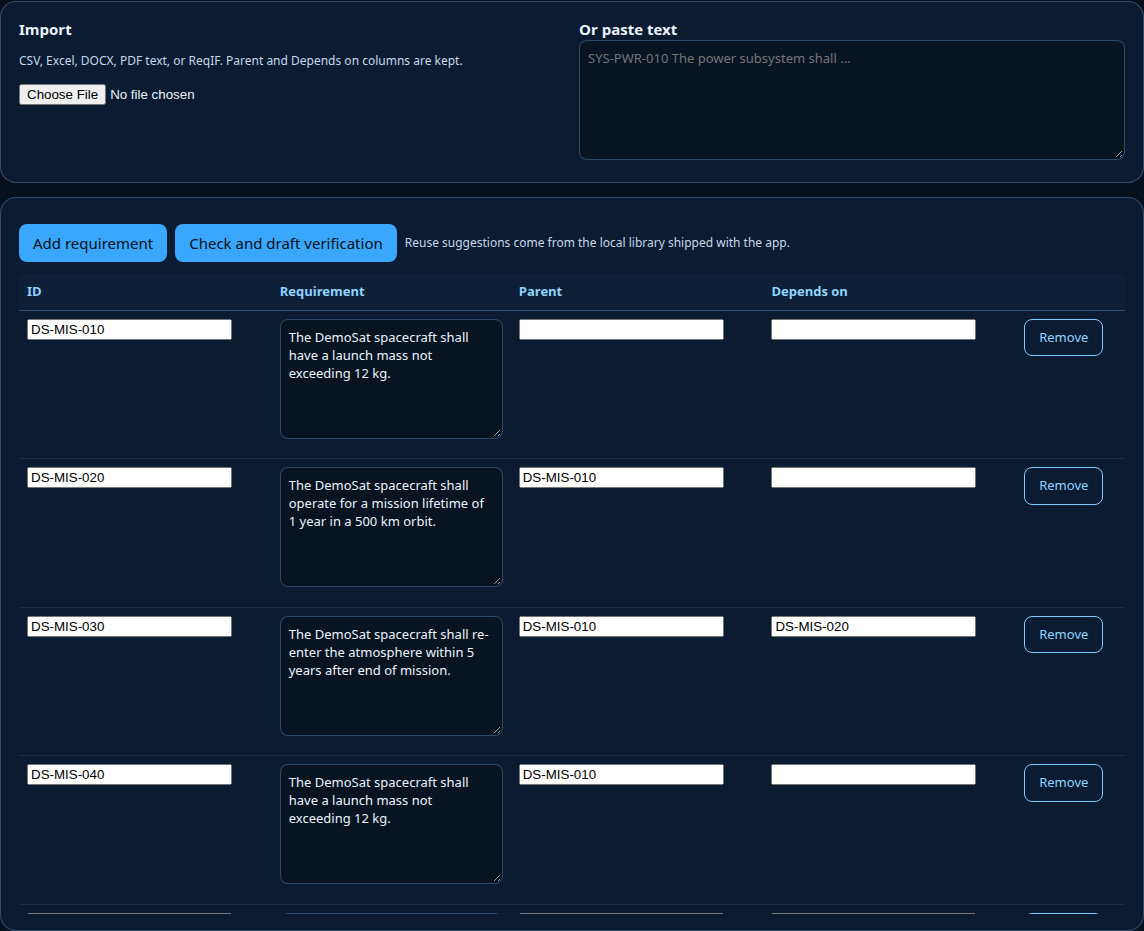 Import
CSV, Excel, DOCX, PDF text, or ReqIF. Parent and Depends on columns are kept.
Choose File No file chosen
Or paste text
SYS-PWR-010 The power subsystem shall ...
Add requirement
Check and draft verification
Reuse suggestions come from the local library shipped with the app.
ID Requirement Parent Depends on
DS-MIS-010
The DemoSat spacecraft shall
have a launch mass not
exceeding 12 kg.
Remove
DS-MIS-020
The DemoSat spacecraft shall
operate for a mission lifetime of
1 year in a 500 km orbit.
DS-MIS-010
Remove
DS-MIS-030
The DemoSat spacecraft shall re-
enter the atmosphere within 5
years after end of mission.
DS-MIS-010
DS-MIS-020
Remove
DS-MIS-040
The DemoSat spacecraft shall
have a launch mass not
exceeding 12 kg.
DS-MIS-010
Remove